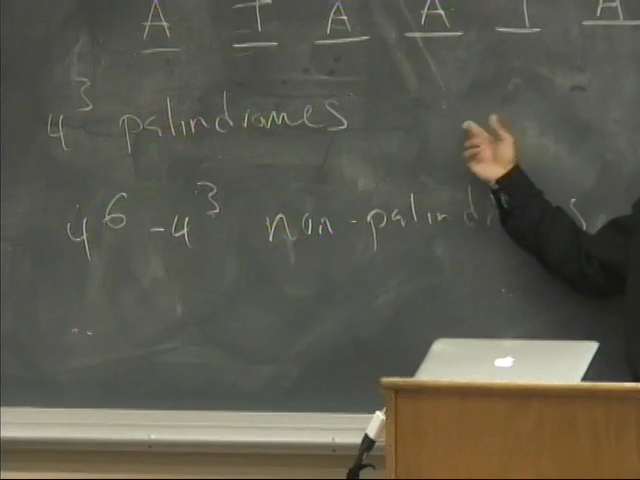 A T A A T A
4³ palindromes
4⁶ - 4³ non-palind